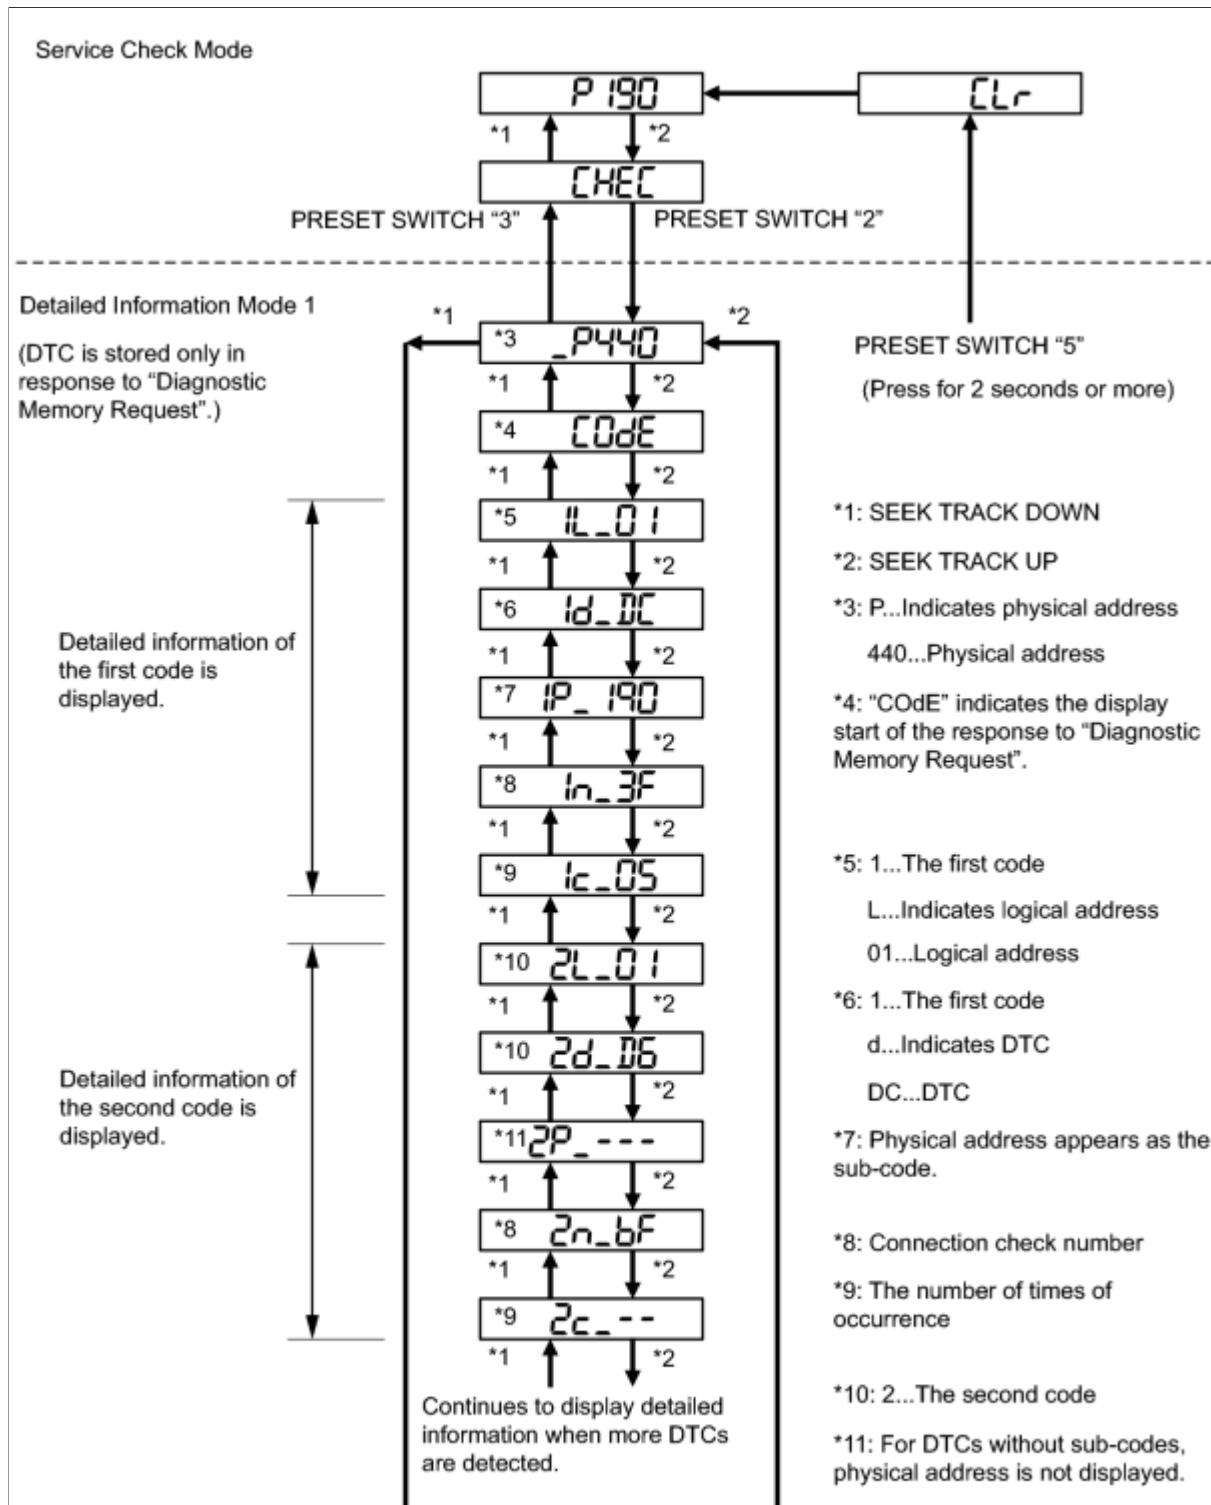 Service Check Mode
P190
CLr
*1
*2
CHEC
PRESET SWITCH “3”
PRESET SWITCH “2”
Detailed Information Mode 1
(DTC is stored only in
response to “Diagnostic
Memory Request”.)
*1
*3 _P440
*2
PRESET SWITCH “5”
(Press for 2 seconds or more)
*1
*2
*4 COdE
*1
*2
*5 1L_01
*1
*2
*6 1d_DC
*1
*2
*7 1P_190
*1
*2
*8 1n_3F
*1
*2
*9 1c_05
*1
*2
Detailed information of
the first code is
displayed.
*10 2L_01
*1
*2
*10 2d_D6
*1
*2
*11 2P_---
*1
*2
*8 2n_bF
*1
*2
*9 2c_--
*1
*2
Detailed information of
the second code is
displayed.
Continues to display detailed
information when more DTCs
are detected.
*1: SEEK TRACK DOWN
*2: SEEK TRACK UP
*3: P...Indicates physical address
440...Physical address
*4: “COdE” indicates the display
start of the response to “Diagnostic
Memory Request”.
*5: 1...The first code
L...Indicates logical address
01...Logical address
*6: 1...The first code
d...Indicates DTC
DC...DTC
*7: Physical address appears as the
sub-code.
*8: Connection check number
*9: The number of times of
occurrence
*10: 2...The second code
*11: For DTCs without sub-codes,
physical address is not displayed.